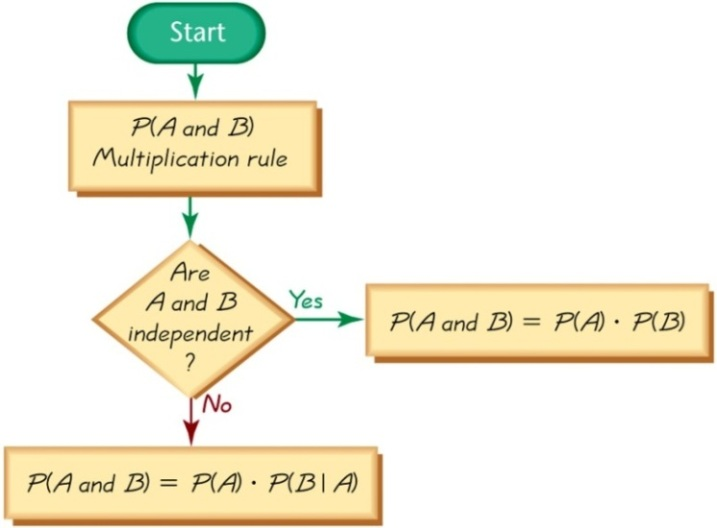 Start
P(A and B)
Multiplication rule
Are
A and B
independent
?
Yes
P(A and B) = P(A) · P(B)
No
P(A and B) = P(A) · P(B | A)